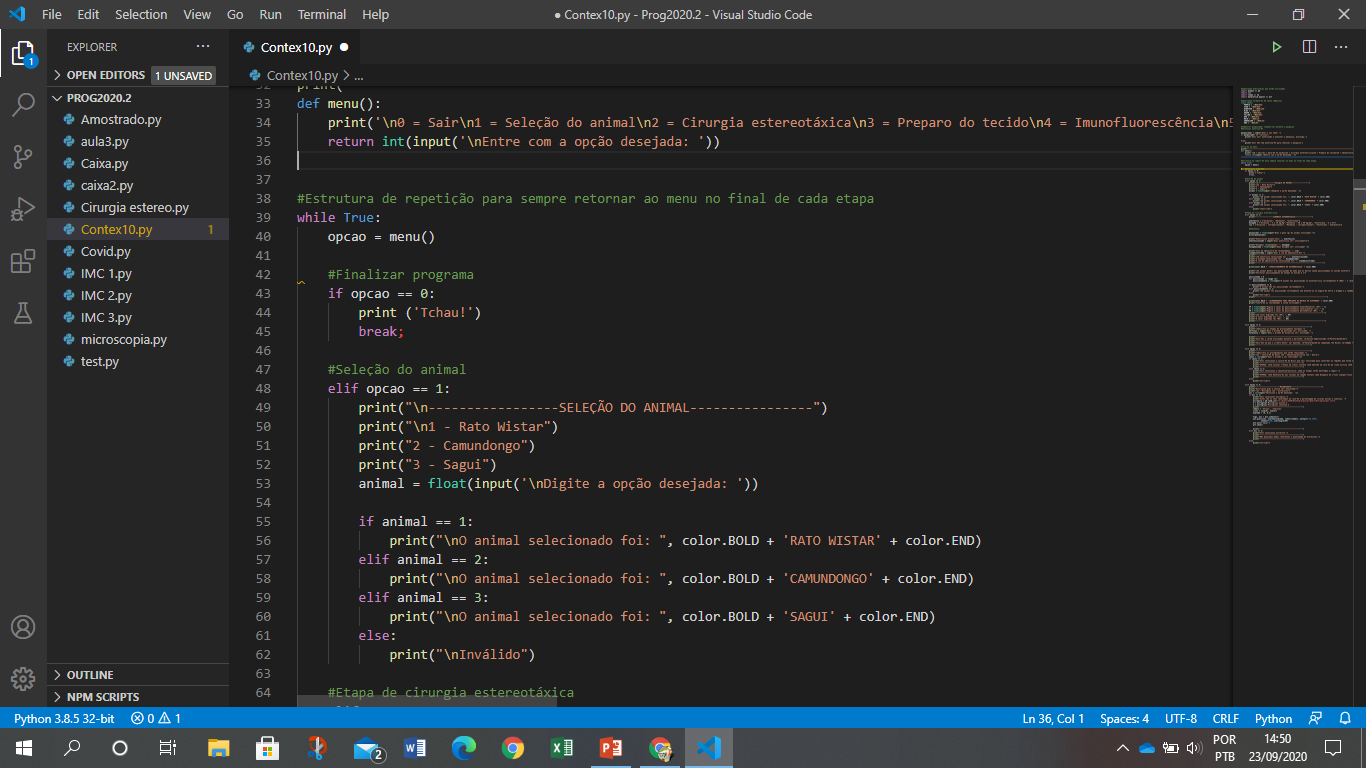 File Edit Selection View Go Run Terminal Help
● Contex10.py - Prog2020.2 - Visual Studio Code
EXPLORER
OPEN EDITORS 1 UNSAVED
PROG2020.2
Amostrado.py
aula3.py
Caixa.py
caixa2.py
Cirurgia estereo.py
Contex10.py 1
Covid.py
IMC 1.py
IMC 2.py
IMC 3.py
microscopia.py
test.py
OUTLINE
NPM SCRIPTS
1
Contex10.py ●
Contex10.py > ...
32 print(
33 def menu():
34 print('\n0 = Sair\n1 = Seleção do animal\n2 = Cirurgia estereotáxica\n3 = Preparo do tecido\n4 = Imunofluorescência\n5
35 return int(input('\nEntre com a opção desejada: '))
36
37
38 #Estrutura de repetição para sempre retornar ao menu no final de cada etapa
39 while True:
40 opcao = menu()
41
42 #Finalizar programa
43 if opcao == 0:
44 print ('Tchau!')
45 break;
46
47 #Seleção do animal
48 elif opcao == 1:
49 print("\n-----------------SELEÇÃO DO ANIMAL----------------")
50 print("\n1 - Rato Wistar")
51 print("2 - Camundongo")
52 print("3 - Sagui")
53 animal = float(input('\nDigite a opção desejada: '))
54
55 if animal == 1:
56 print("\nO animal selecionado foi: ", color.BOLD + 'RATO WISTAR' + color.END)
57 elif animal == 2:
58 print("\nO animal selecionado foi: ", color.BOLD + 'CAMUNDONGO' + color.END)
59 elif animal == 3:
60 print("\nO animal selecionado foi: ", color.BOLD + 'SAGUI' + color.END)
61 else:
62 print("\nInválido")
63
64 #Etapa de cirurgia estereotáxica
Python 3.8.5 32-bit 0 1
Ln 36, Col 1 Spaces: 4 UTF-8 CRLF Python
2
POR
PTB
14:50
23/09/2020